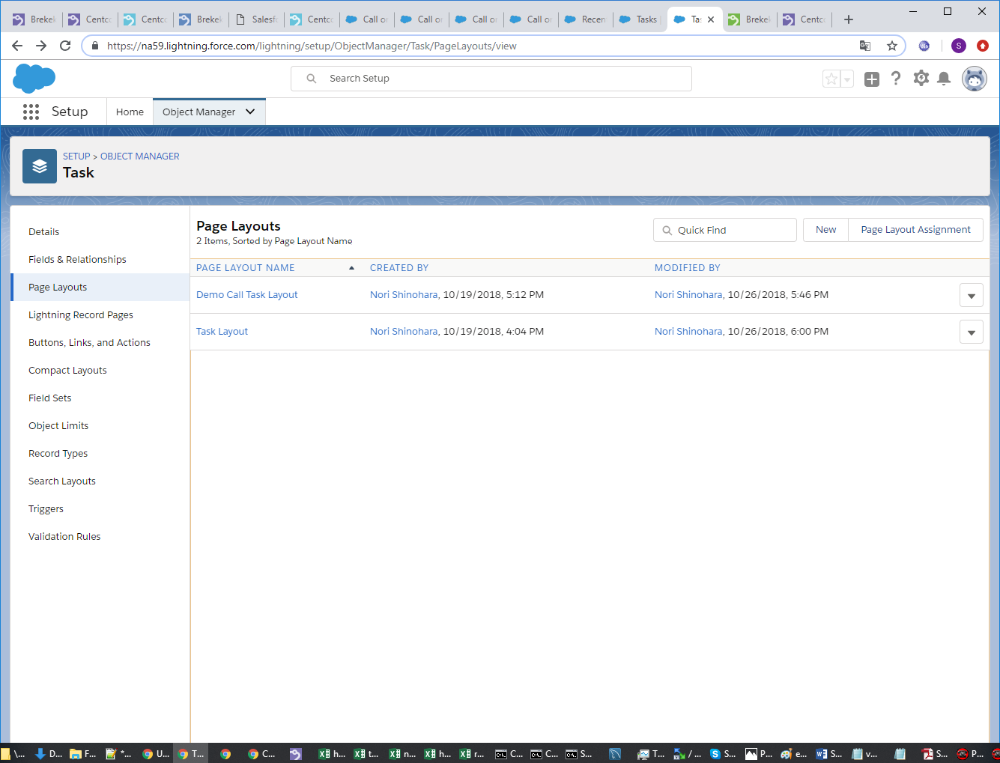 Brekek
Centco
Centco
Brekek
Salesf
Centco
Call or
Call or
Call or
Call or
Recen
Tasks
Tas
Brekek
Centco
https://na59.lightning.force.com/lightning/setup/ObjectManager/Task/PageLayouts/view
S
Search Setup
Setup
Home
Object Manager
SETUP > OBJECT MANAGER
Task
Details
Fields & Relationships
Page Layouts
Lightning Record Pages
Buttons, Links, and Actions
Compact Layouts
Field Sets
Object Limits
Record Types
Search Layouts
Triggers
Validation Rules
Page Layouts
2 Items, Sorted by Page Layout Name
Quick Find
New
Page Layout Assignment
PAGE LAYOUT NAME CREATED BY MODIFIED BY
Demo Call Task Layout Nori Shinohara, 10/19/2018, 5:12 PM Nori Shinohara, 10/26/2018, 5:46 PM
Task Layout Nori Shinohara, 10/19/2018, 4:04 PM Nori Shinohara, 10/26/2018, 6:00 PM
\... D... F... *... U... T... C... h... t... n... h... r... C... C... S... T... /... S... P... e... S... v... S... P...